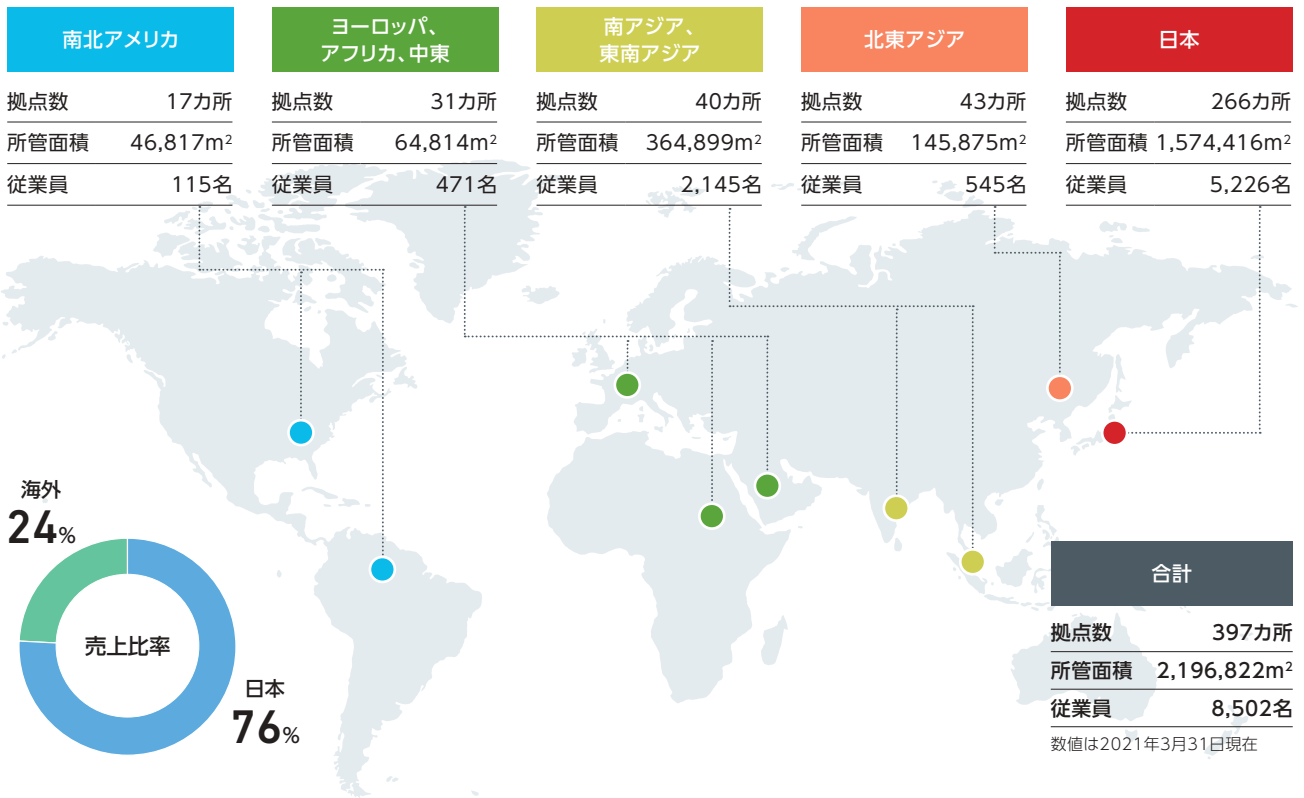 南北アメリカ
拠点数 17カ所
所管面積 46,817m²
従業員 115名
ヨーロッパ、
アフリカ、中東
拠点数 31カ所
所管面積 64,814m²
従業員 471名
南アジア、
東南アジア
拠点数 40カ所
所管面積 364,899m²
従業員 2,145名
北東アジア
拠点数 43カ所
所管面積 145,875m²
従業員 545名
日本
拠点数 266カ所
所管面積 1,574,416m²
従業員 5,226名
海外
24%
売上比率
日本
76%
合計
拠点数 397カ所
所管面積 2,196,822m²
従業員 8,502名
数値は2021年3月31日現在